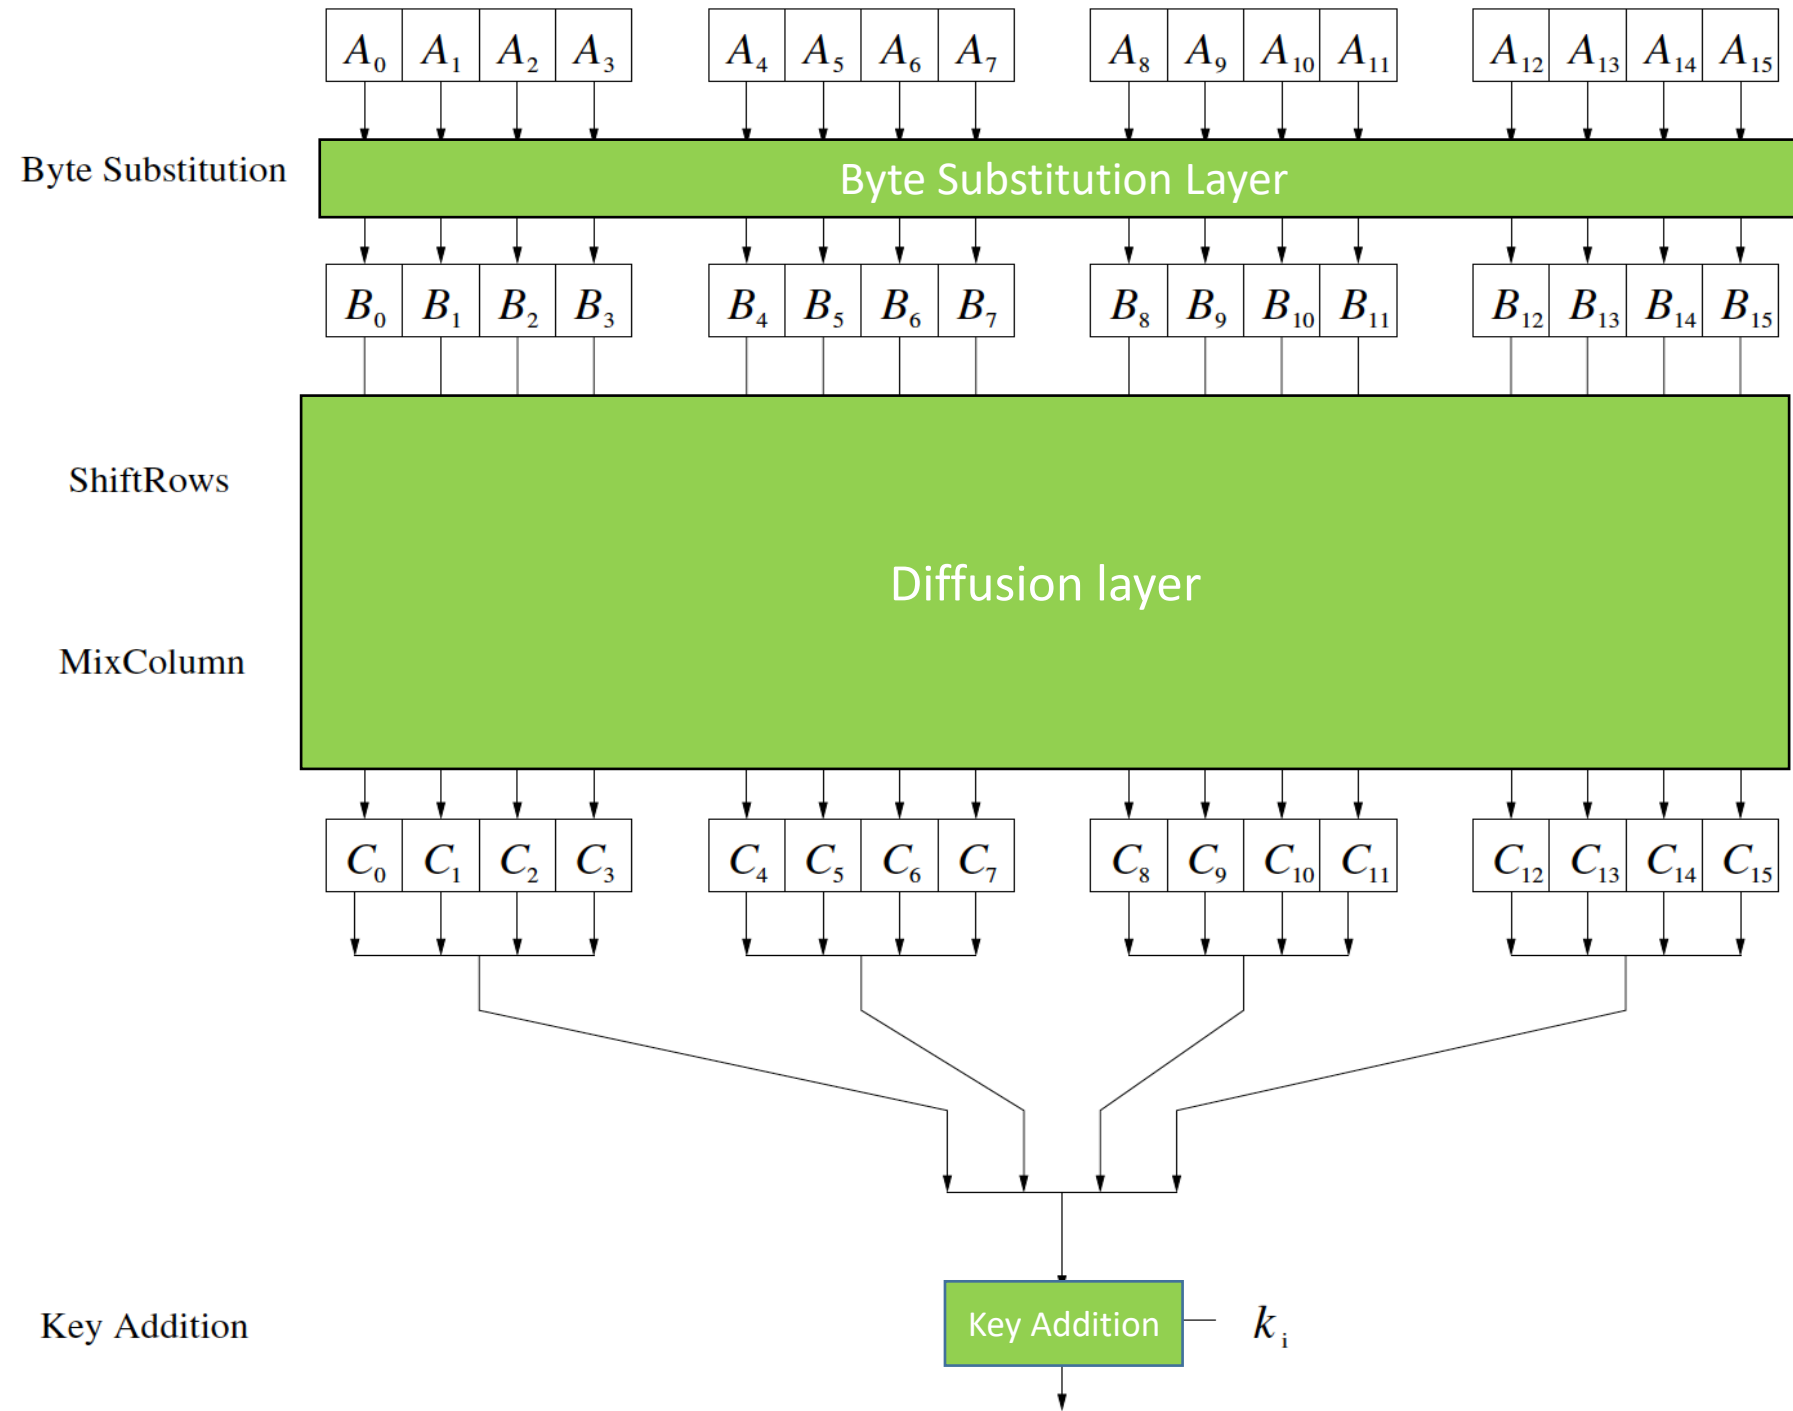 A₀ A₁ A₂ A₃ A₄ A₅ A₆ A₇ A₈ A₉ A₁₀ A₁₁ A₁₂ A₁₃ A₁₄ A₁₅
Byte Substitution
Byte Substitution Layer
B₀ B₁ B₂ B₃ B₄ B₅ B₆ B₇ B₈ B₉ B₁₀ B₁₁ B₁₂ B₁₃ B₁₄ B₁₅
ShiftRows
Diffusion layer
MixColumn
C₀ C₁ C₂ C₃ C₄ C₅ C₆ C₇ C₈ C₉ C₁₀ C₁₁ C₁₂ C₁₃ C₁₄ C₁₅
Key Addition
Key Addition
kᵢ